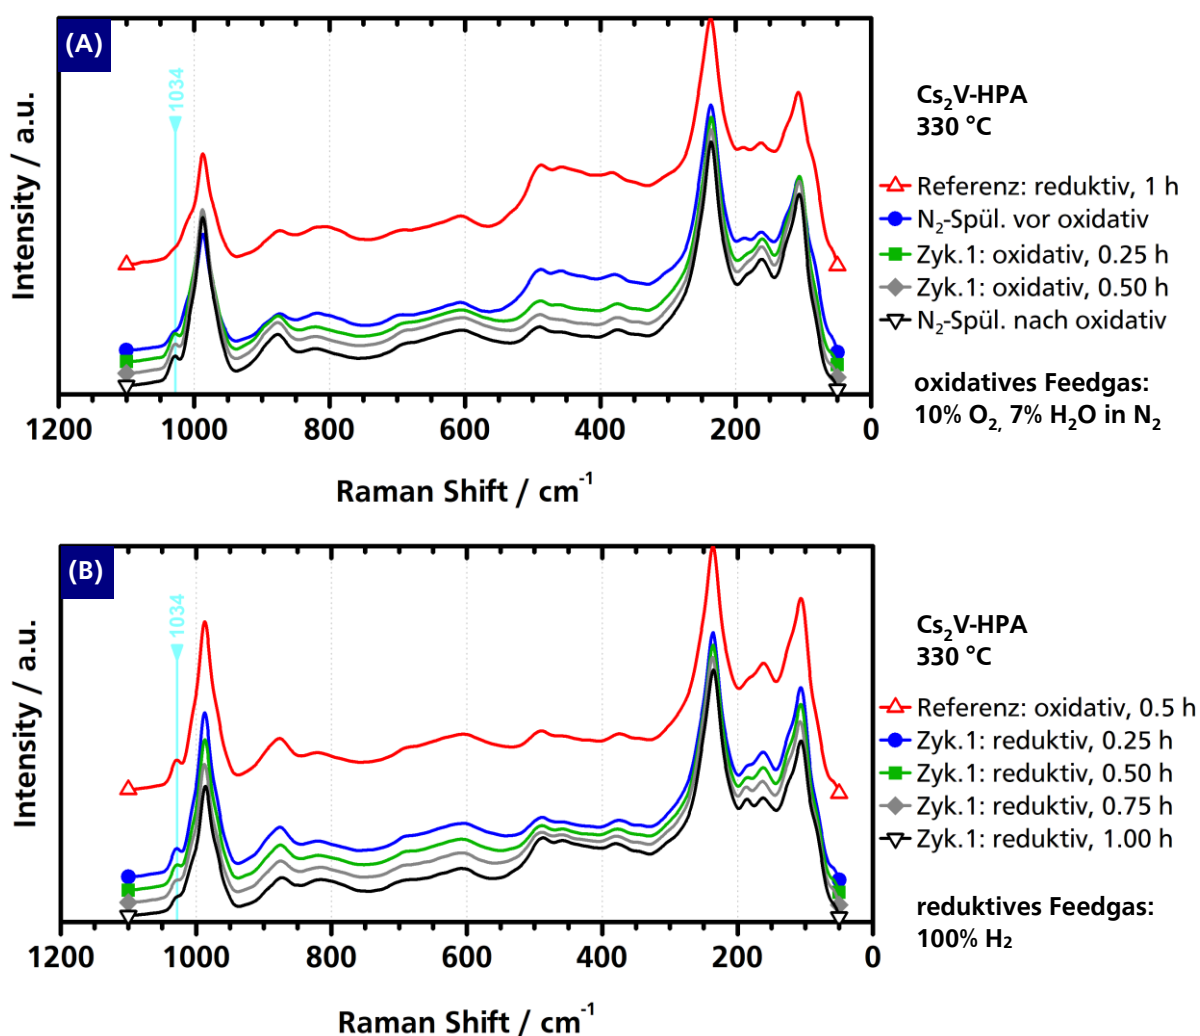 (A)
1034
Intensity / a.u.
1200 1000 800 600 400 200 0
Raman Shift / cm⁻¹
Cs₂V-HPA
330 °C
Referenz: reduktiv, 1 h
N₂-Spül. vor oxidativ
Zyk.1: oxidativ, 0.25 h
Zyk.1: oxidativ, 0.50 h
N₂-Spül. nach oxidativ
oxidatives Feedgas:
10% O₂, 7% H₂O in N₂
(B)
1034
Intensity / a.u.
1200 1000 800 600 400 200 0
Raman Shift / cm⁻¹
Cs₂V-HPA
330 °C
Referenz: oxidativ, 0.5 h
Zyk.1: reduktiv, 0.25 h
Zyk.1: reduktiv, 0.50 h
Zyk.1: reduktiv, 0.75 h
Zyk.1: reduktiv, 1.00 h
reduktives Feedgas:
100% H₂